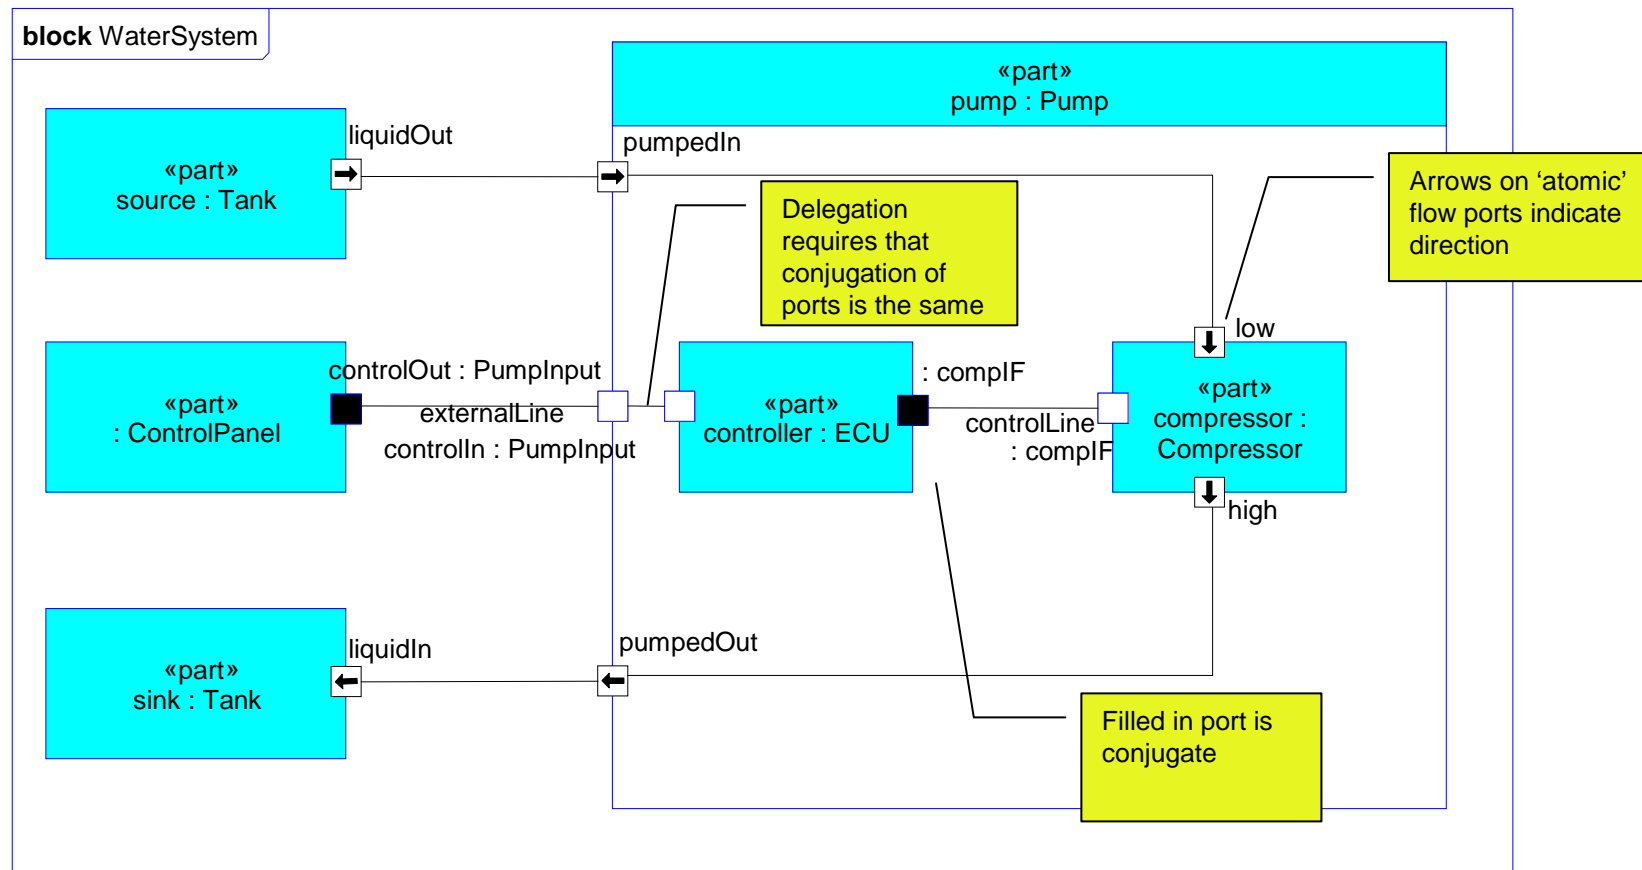 block WaterSystem
«part»
pump : Pump
liquidOut
pumpedIn
«part»
source : Tank
Delegation
requires that
conjugation of
ports is the same
Arrows on ‘atomic’
flow ports indicate
direction
low
controlOut : PumpInput
externalLine
controlIn : PumpInput
«part»
: ControlPanel
«part»
controller : ECU
: compIF
controlLine
: compIF
«part»
compressor :
Compressor
high
liquidIn
pumpedOut
«part»
sink : Tank
Filled in port is
conjugate